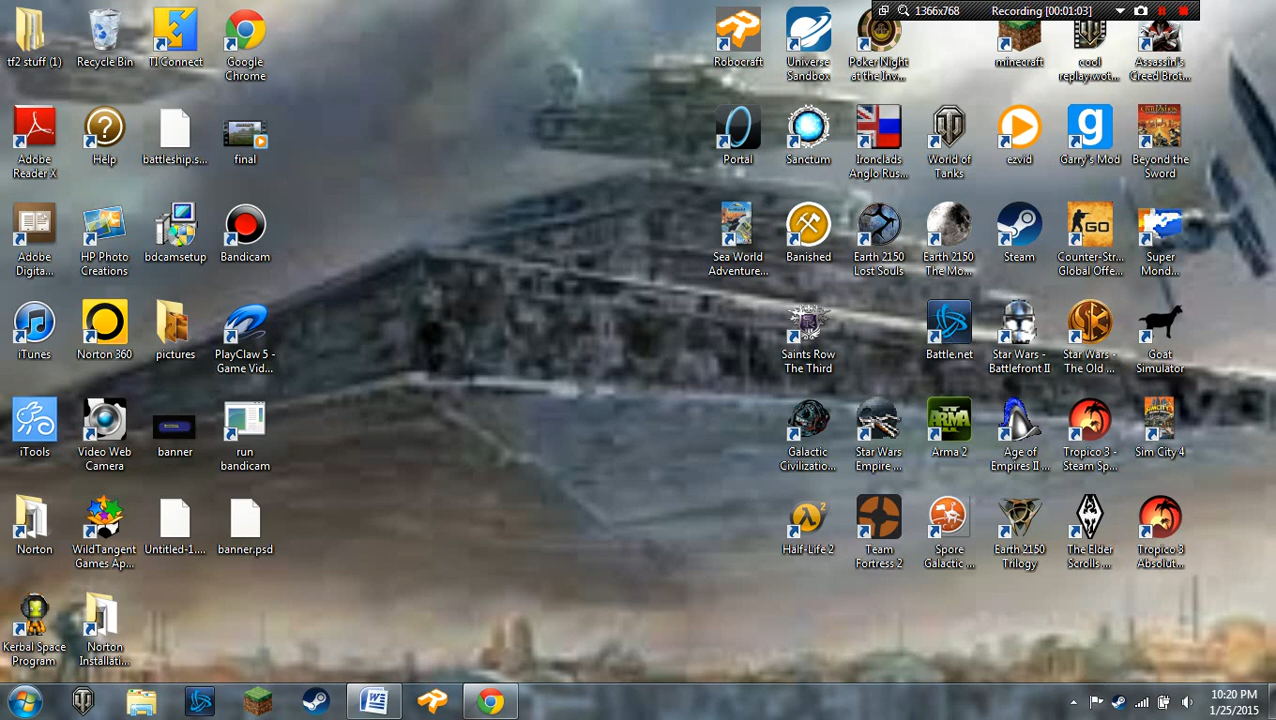 1366x768 Recording [00:01:03]
tf2 stuff (1)
Recycle Bin
TI Connect
Google
Chrome
Robocraft
Universe
Sandbox
Poker Night
at the Inv...
minecraft
cool
replay.wot...
Assassin's
Creed Brot...
Adobe
Reader X
Help
battleship.s...
final
Portal
Sanctum
Ironclads
Anglo Rus...
World of
Tanks
ezvid
Garry's Mod
Beyond the
Sword
Adobe
Digita...
HP Photo
Creations
bdcamsetup
Bandicam
Sea World
Adventure...
Banished
Earth 2150
Lost Souls
Earth 2150
The Mo...
Steam
Counter-Str...
Global Offe...
Super
Mond...
iTunes
Norton 360
pictures
PlayClaw 5 -
Game Vid...
Saints Row
The Third
Battle.net
Star Wars -
Battlefront II
Star Wars -
The Old ...
Goat
Simulator
iTools
Video Web
Camera
banner
run
bandicam
Galactic
Civilizatio...
Star Wars
Empire ...
Arma 2
Age of
Empires II ...
Tropico 3 -
Steam Sp...
Sim City 4
Norton
WildTangent
Games Ap...
Untitled-1....
banner.psd
Half-Life 2
Team
Fortress 2
Spore
Galactic ...
Earth 2150
Trilogy
The Elder
Scrolls ...
Tropico 3
Absolut...
Kerbal Space
Program
Norton
Installati...
10:20 PM
1/25/2015